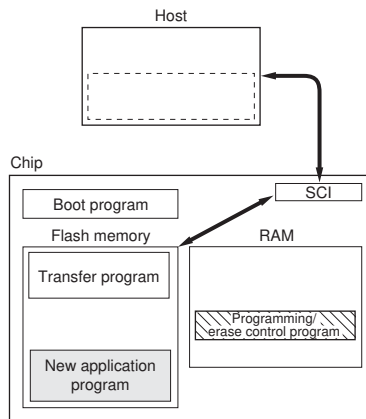 Host
Chip
SCI
Boot program
Flash memory
RAM
Transfer program
Programming/
erase control program
New application
program